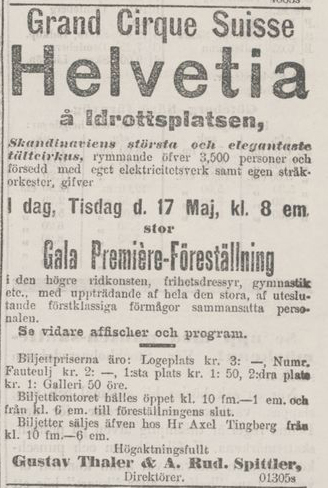 Grand Cirque Suisse
Helvetia
å Idrottsplatsen,
Skandinaviens största och elegantaste
tältcirkus, rymmande öfver 3,500 personer och
försedd med eget elektricitetsverk samt egen stråk-
orkester, gifver
I dag, Tisdag d. 17 Maj, kl. 8 em.
stor
Gala Première-Föreställning
i den högre ridkonsten, frihetsdressyr, gymnastik
etc., med uppträdande af hela den stora, af uteslu-
tande förstklassiga förmågor sammansatta perso-
nalen.
Se vidare affischer och program.
Biljettpriserna äro: Logeplats kr. 3: —, Numr.
Fauteulj kr. 2: —, 1:sta plats kr. 1: 50, 2:dra plats
kr. 1: Galleri 50 öre.
Biljettkontoret hålles öppet kl. 10 fm.—1 em. och
från kl. 6 em. till föreställningens slut.
Biljetter säljes äfven hos Hr Axel Tingberg från
kl. 10 fm.—6 em.
Högaktningsfullt
Gustav Thaler & A. Rud. Spittler,
Direktörer.
01305s